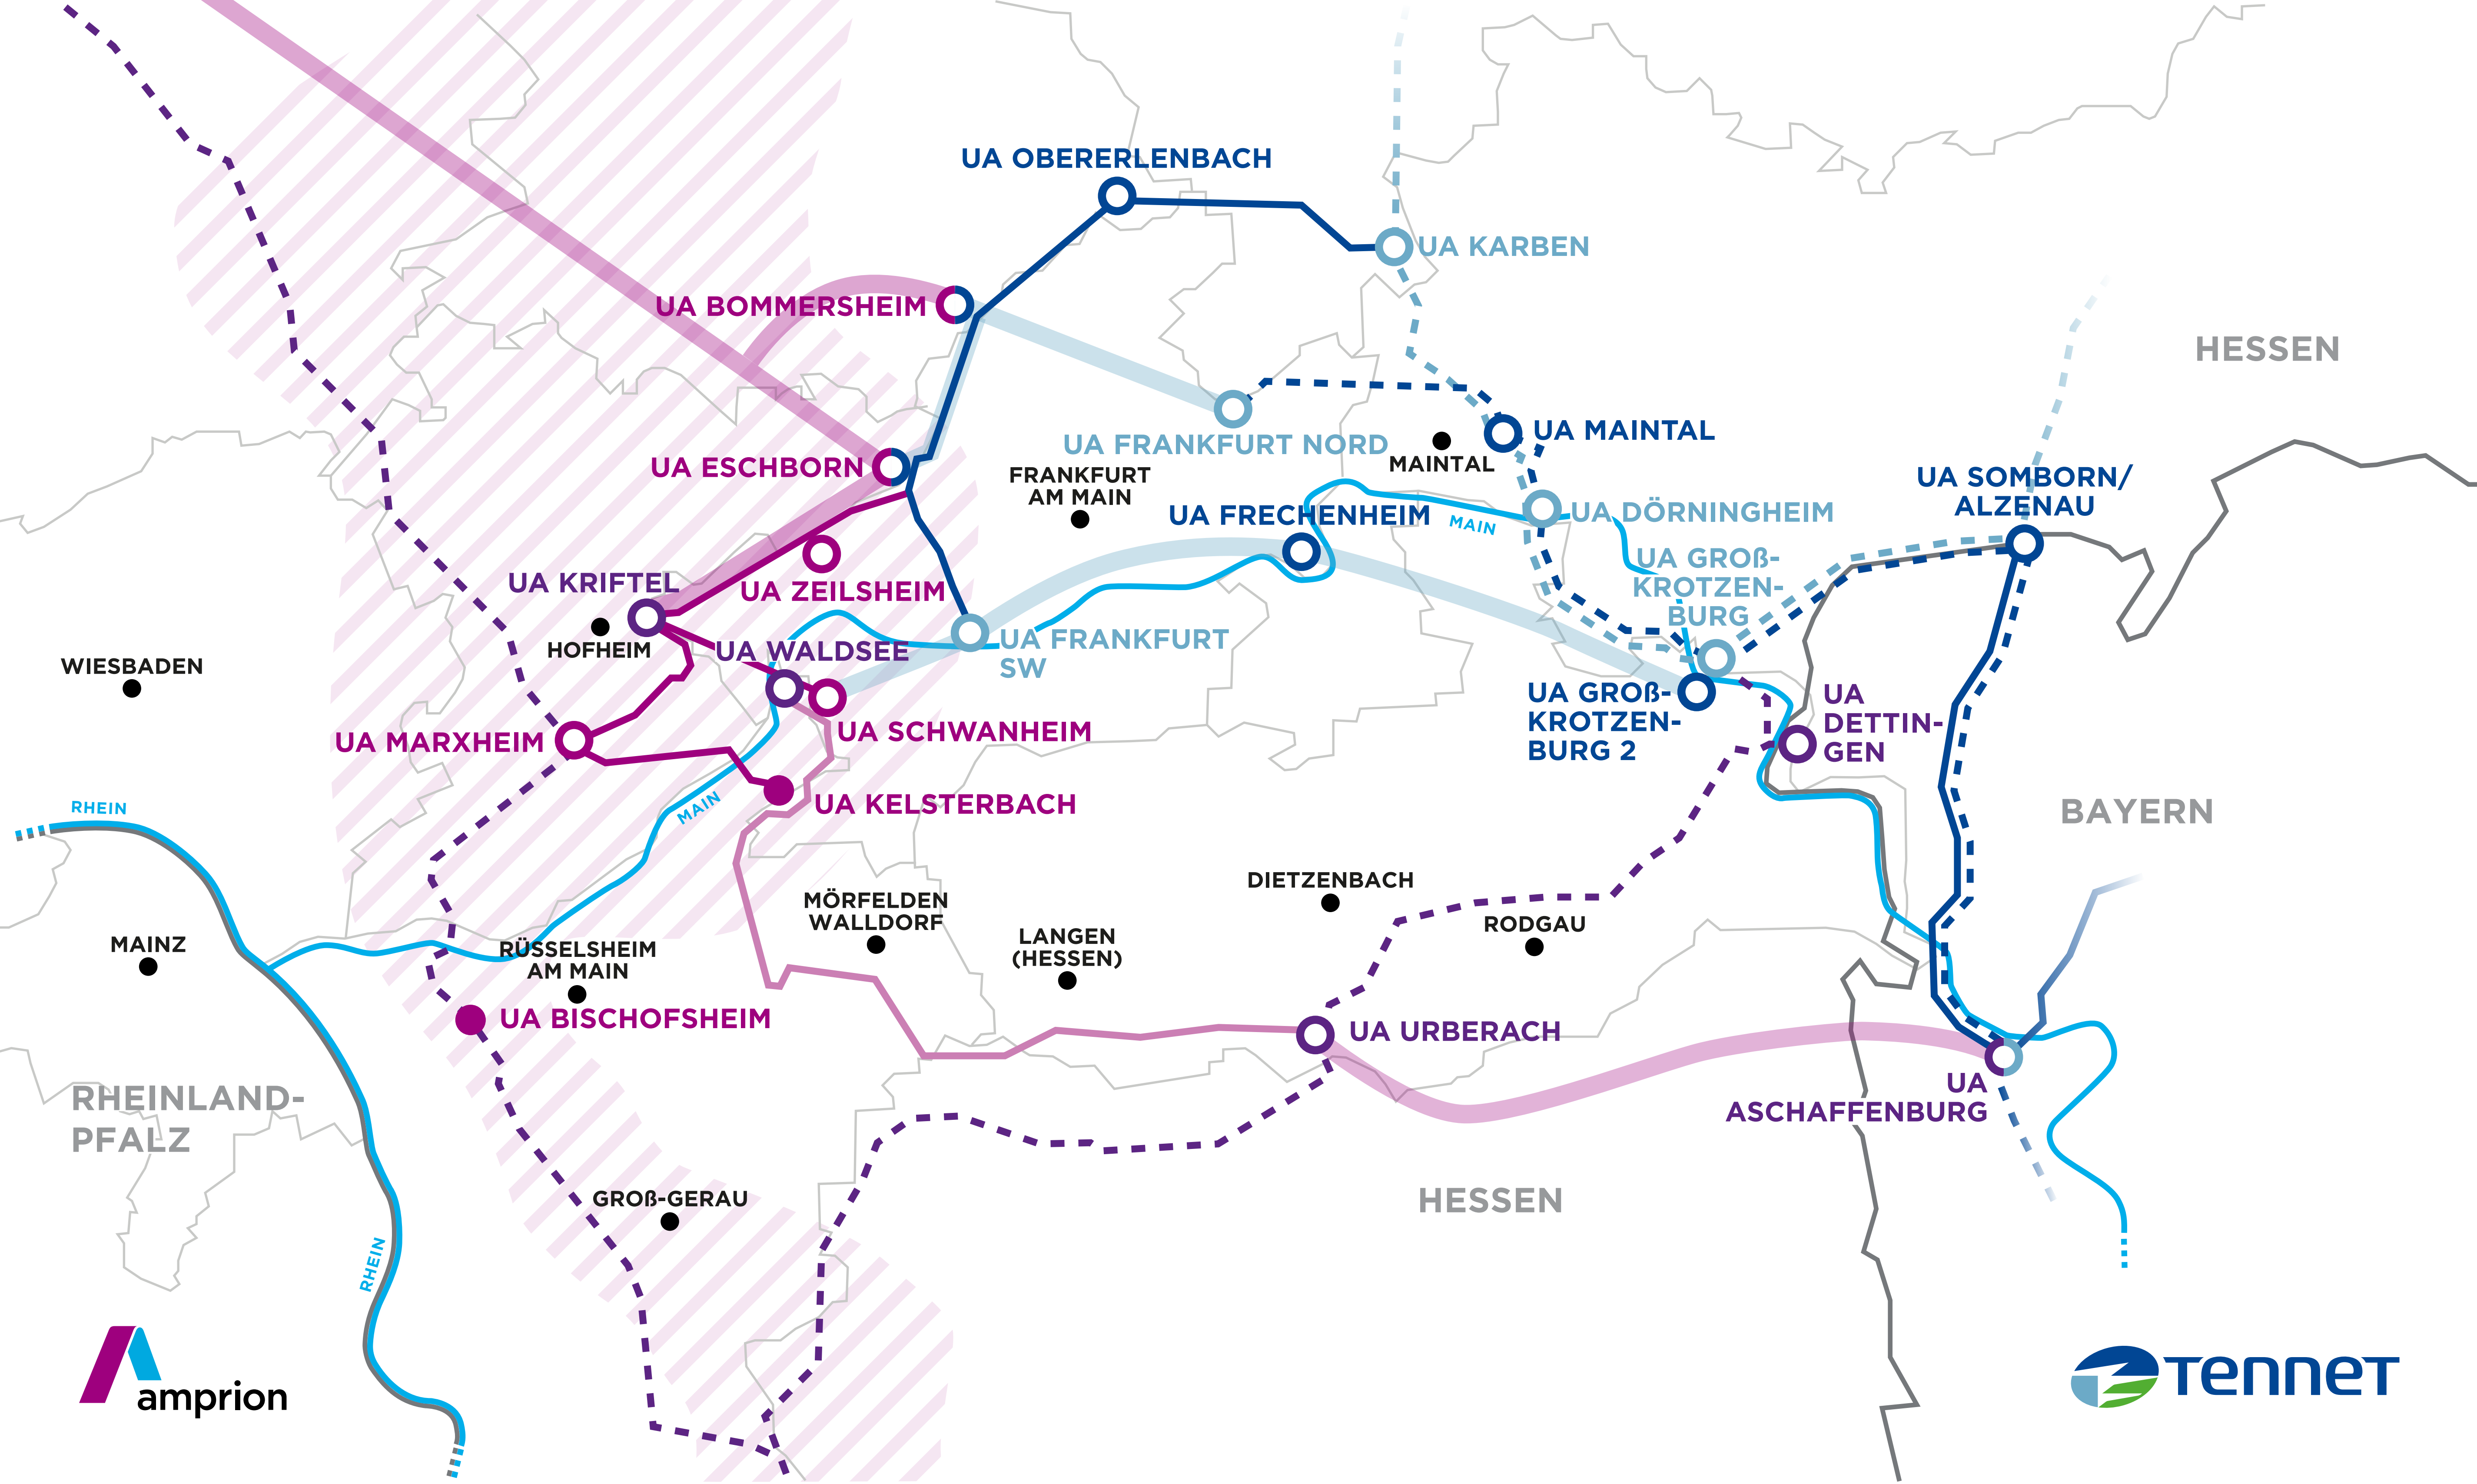 UA OBERERLENBACH
UA KARBEN
UA BOMMERSHEIM
HESSEN
UA FRANKFURT NORD
UA MAINTAL
MAINTAL
UA ESCHBORN
FRANKFURT
AM MAIN
UA SOMBORN/
ALZENAU
UA FRECHENHEIM
MAIN
UA DÖRNINGHEIM
UA GROß-
KROTZEN-
BURG
UA KRIFTEL
UA ZEILSHEIM
HOFHEIM
UA WALDSEE
UA FRANKFURT
SW
WIESBADEN
UA GROß-
KROTZEN-
BURG 2
UA
DETTIN-
GEN
UA MARXHEIM
UA SCHWANHEIM
UA KELSTERBACH
MAIN
RHEIN
BAYERN
DIETZENBACH
MÖRFELDEN
WALLDORF
RODGAU
MAINZ
RÜSSELSHEIM
AM MAIN
LANGEN
(HESSEN)
UA BISCHOFSHEIM
UA URBERACH
RHEINLAND-
PFALZ
UA
ASCHAFFENBURG
GROß-GERAU
HESSEN
RHEIN
amprion
TENNET